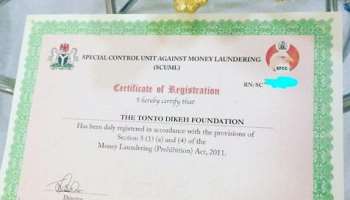 SPECIAL CONTROL UNIT AGAINST MONEY LAUNDERING
(SCUML)
EFCC
RN: SC
Certificate of Registration
I hereby certify that
THE TONTO DIKEH FOUNDATION
Has been duly registered in accordance with the provisions of
Section 5 (1) (a) and (4) of the
Money Laundering (Prohibition) Act, 2011.
Director